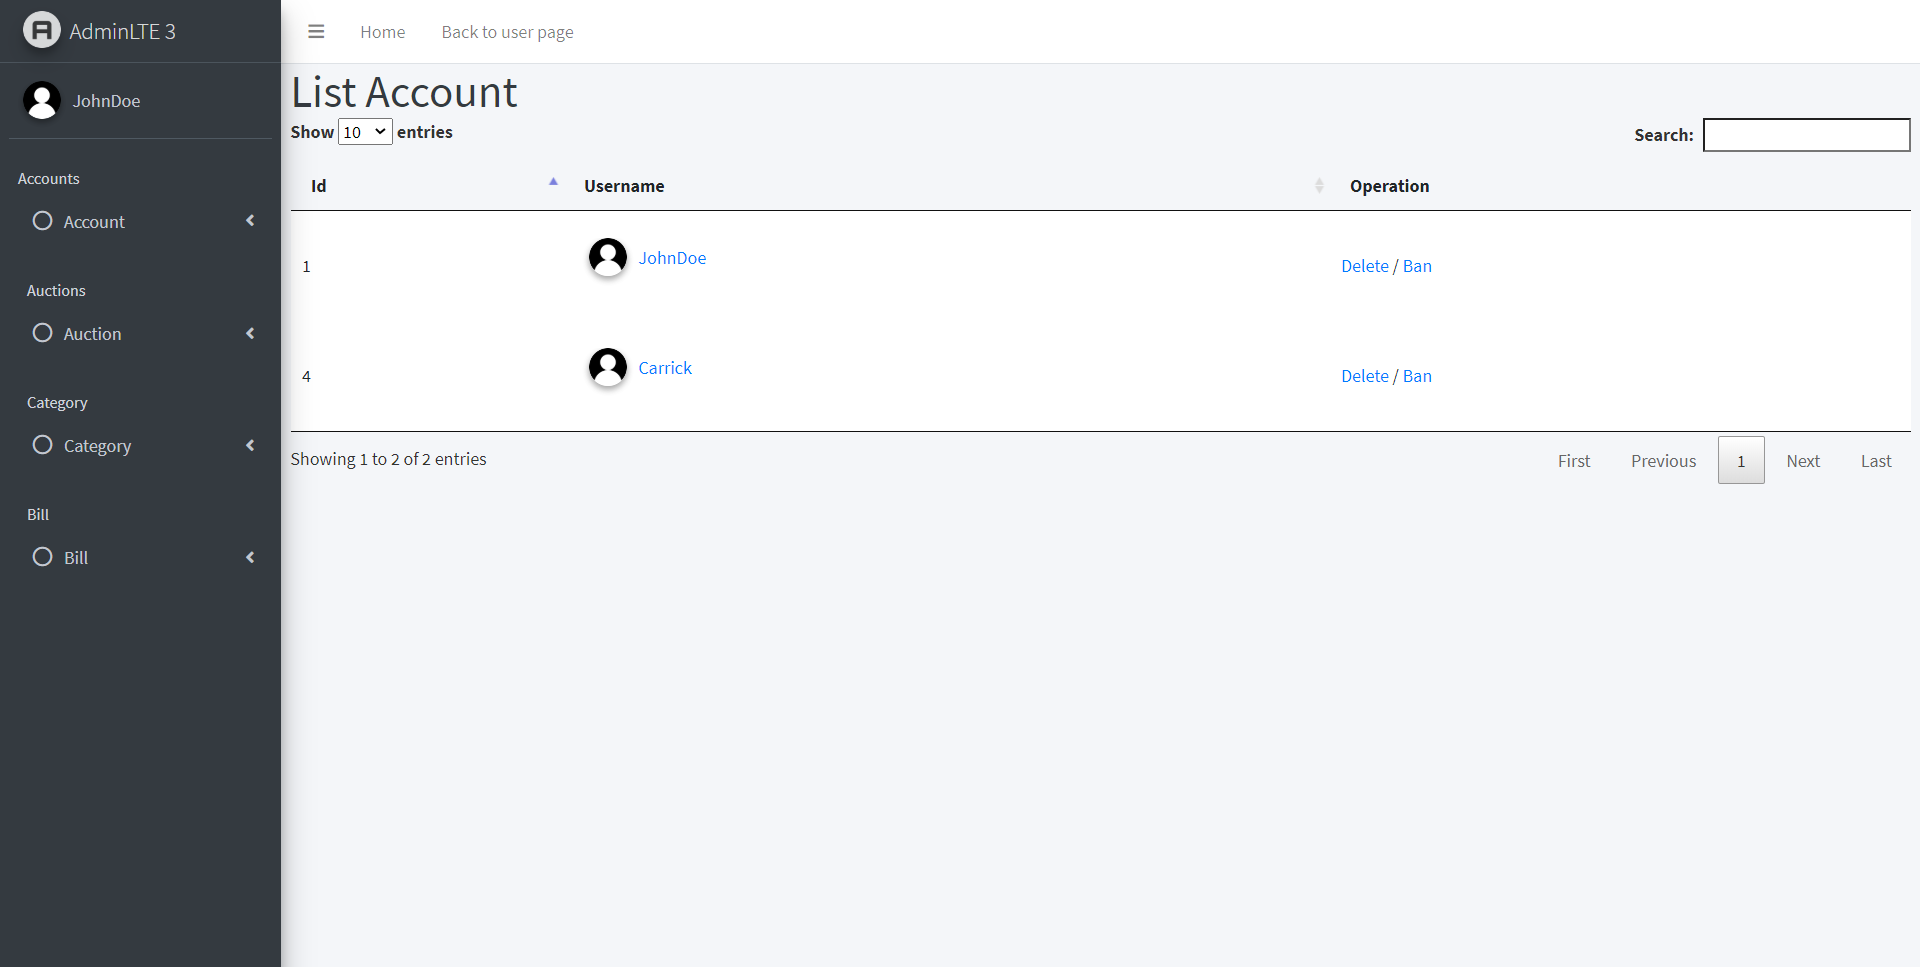 AdminLTE 3
JohnDoe
Accounts
Account
Auctions
Auction
Category
Category
Bill
Bill
Home Back to user page
List Account
Show 10 entries Search:
Id Username Operation
1 JohnDoe Delete / Ban
4 Carrick Delete / Ban
Showing 1 to 2 of 2 entries First Previous 1 Next Last